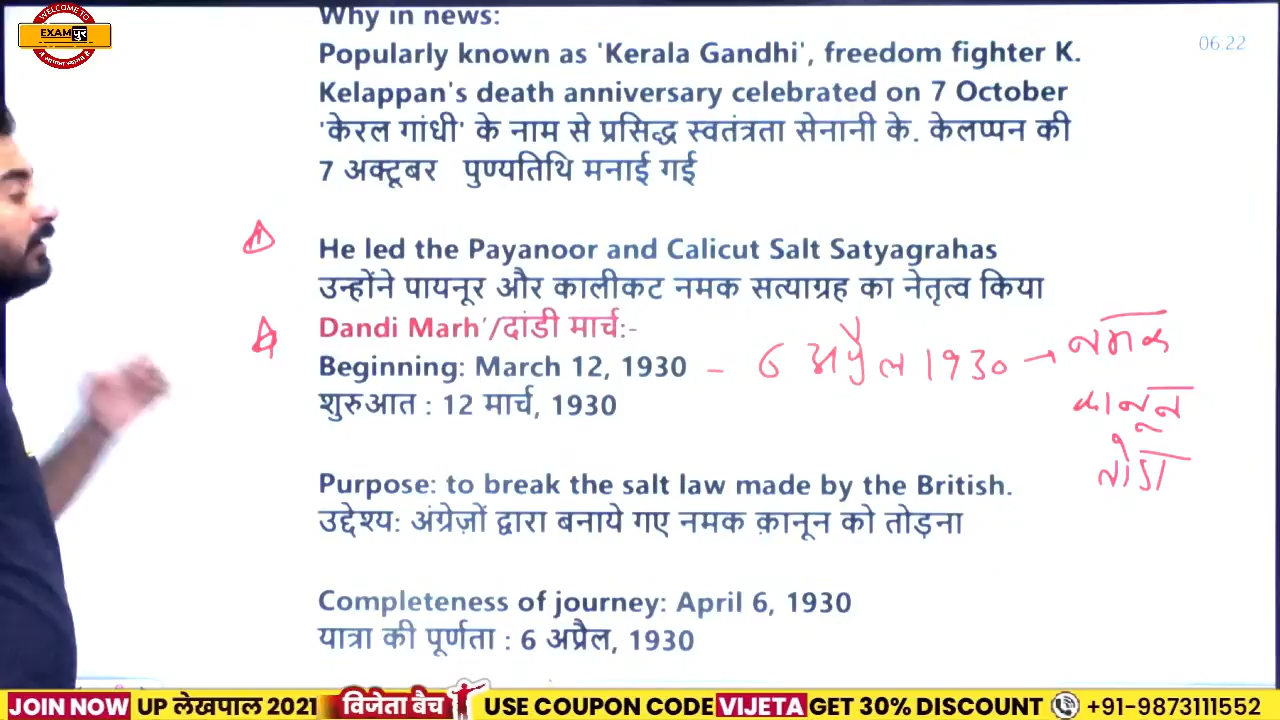 WELCOME TO
EXAMपुर
06:22
Why in news:
Popularly known as 'Kerala Gandhi', freedom fighter K.
Kelappan's death anniversary celebrated on 7 October
'केरल गांधी' के नाम से प्रसिद्ध स्वतंत्रता सेनानी के. केलप्पन की
7 अक्टूबर पुण्यतिथि मनाई गई
He led the Payanoor and Calicut Salt Satyagrahas
उन्होंने पायनूर और कालीकट नमक सत्याग्रह का नेतृत्व किया
Dandi Marh'/दांडी मार्च:-
Beginning: March 12, 1930 – 6 अप्रैल 1930 → नमक
कानून
तोडा
शुरुआत : 12 मार्च, 1930
Purpose: to break the salt law made by the British.
उद्देश्य: अंग्रेज़ों द्वारा बनाये गए नमक क़ानून को तोड़ना
Completeness of journey: April 6, 1930
यात्रा की पूर्णता : 6 अप्रैल, 1930
JOIN NOW UP लेखपाल 2021 विजेता बैच USE COUPON CODE VIJETA GET 30% DISCOUNT +91-9873111552